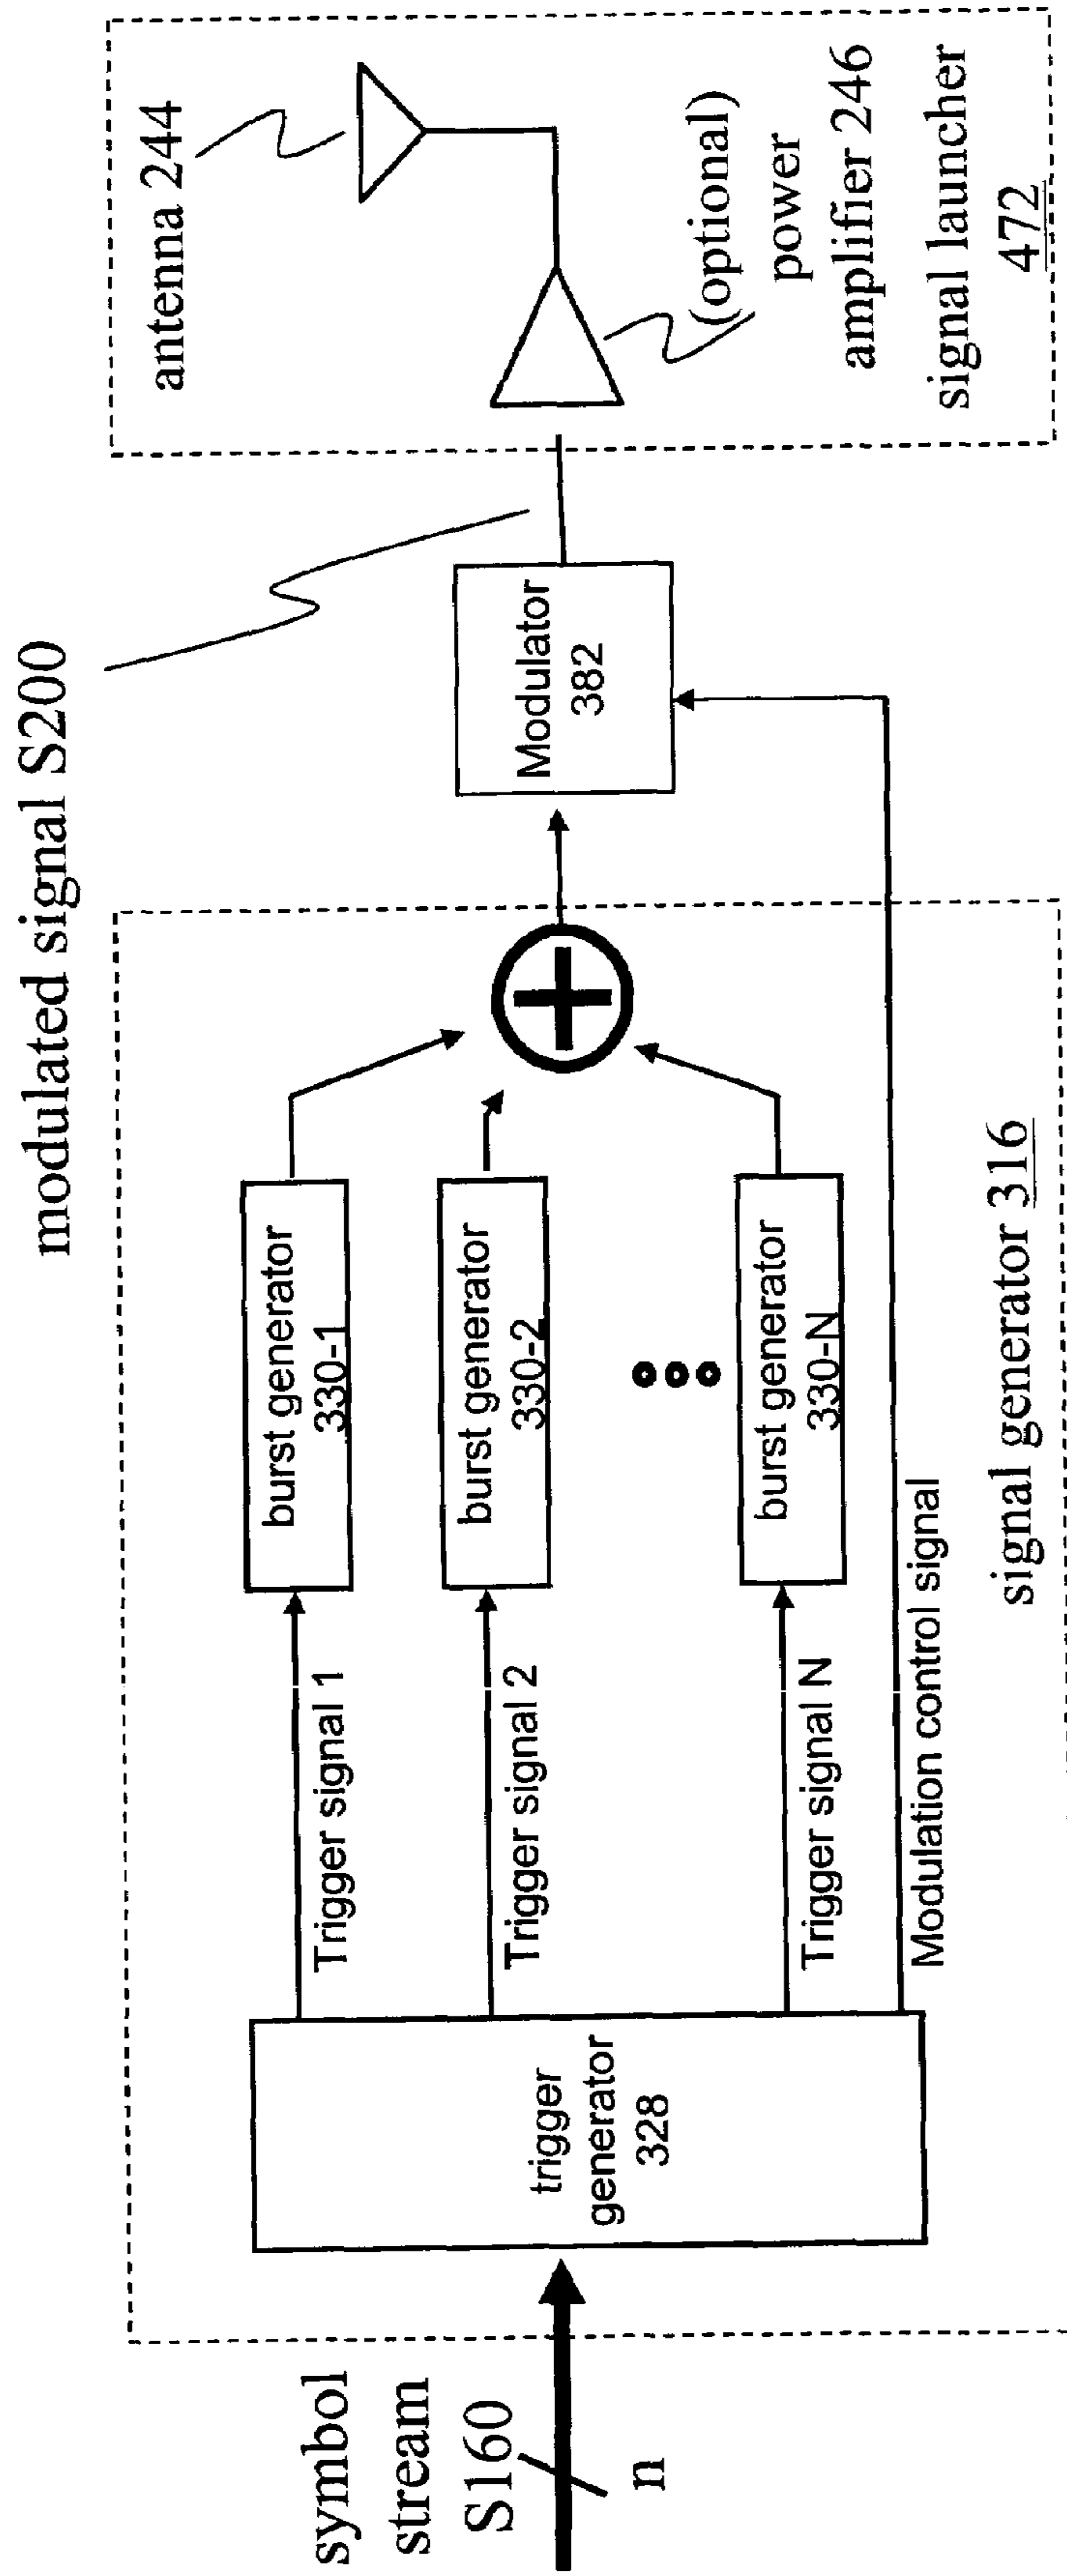 modulated signal S200
symbol
stream
S160
n
trigger
generator
328
Trigger signal 1
Trigger signal 2
Trigger signal N
Modulation control signal
burst generator
330-1
burst generator
330-2
burst generator
330-N
signal generator 316
Modulator
382
antenna 244
(optional)
power
amplifier 246
signal launcher
472